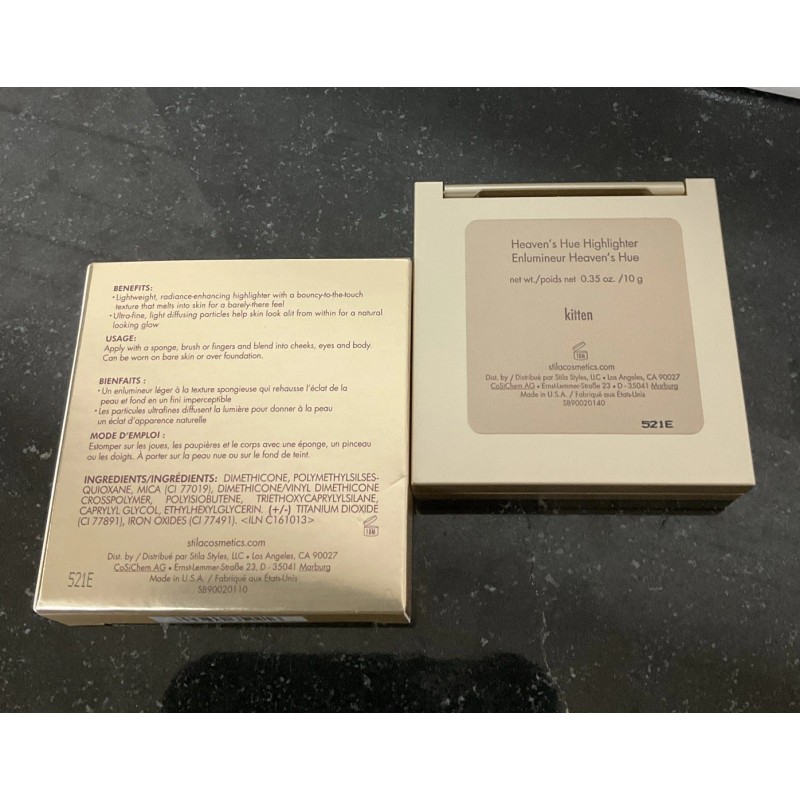 BENEFITS:
• Lightweight, radiance-enhancing highlighter with a bouncy-to-the-touch
texture that melts into skin for a barely-there feel
• Ultra-fine, light diffusing particles help skin look alit from within for a natural
looking glow
USAGE:
Apply with a sponge, brush or fingers and blend into cheeks, eyes and body.
Can be worn on bare skin or over foundation.
BIENFAITS :
• Un enlumineur léger à la texture spongieuse qui rehausse l'éclat de la
peau et fond en un fini imperceptible
• Les particules ultrafines diffusent la lumière pour donner à la peau
un éclat d'apparence naturelle
MODE D'EMPLOI :
Estomper sur les joues, les paupières et le corps avec une éponge, un pinceau
ou les doigts. À porter sur la peau nue ou sur le fond de teint.
INGREDIENTS/INGRÉDIENTS: DIMETHICONE, POLYMETHYLSILSES-
QUIOXANE, MICA (CI 77019), DIMETHICONE/VINYL DIMETHICONE
CROSSPOLYMER, POLYISOBUTENE, TRIETHOXYCAPRYLYLSILANE,
CAPRYLYL GLYCOL, ETHYLHEXYLGLYCERIN. (+/-) TITANIUM DIOXIDE
(CI 77891), IRON OXIDES (CI 77491). <ILN C161013>
18M
stilacosmetics.com
Dist. by / Distribué par Stila Styles, LLC • Los Angeles, CA 90027
CoSiChem AG • Ernst-Lemmer-Straße 23, D - 35041 Marburg
Made in U.S.A. / Fabriqué aux États-Unis
SB90020110
521E
Heaven's Hue Highlighter
Enlumineur Heaven's Hue
net wt./poids net 0.35 oz. /10 g
kitten
18M
stilacosmetics.com
Dist. by / Distribué par Stila Styles, LLC • Los Angeles, CA 90027
CoSiChem AG • Ernst-Lemmer-Straße 23 • D - 35041 Marburg
Made in U.S.A. / Fabriqué aux États-Unis
SB90020140
521E